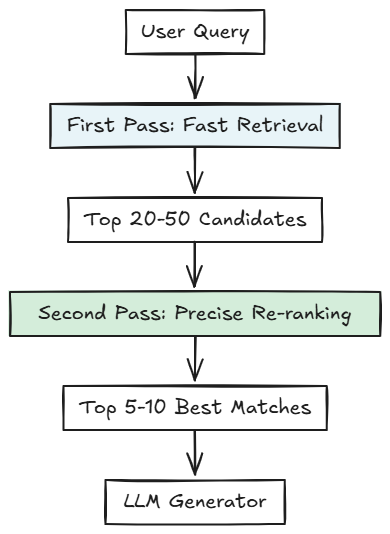 User Query
First Pass: Fast Retrieval
Top 20-50 Candidates
Second Pass: Precise Re-ranking
Top 5-10 Best Matches
LLM Generator